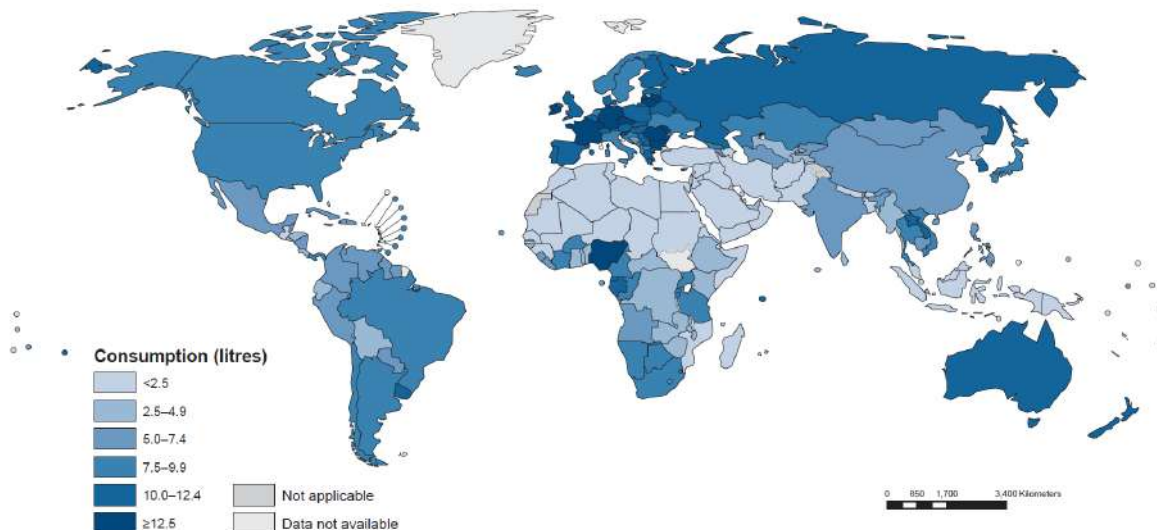 Consumption (litres)
<2.5
2.5–4.9
5.0–7.4
7.5–9.9
10.0–12.4
≥12.5
Not applicable
Data not available
0 850 1,700 3,400 Kilometers